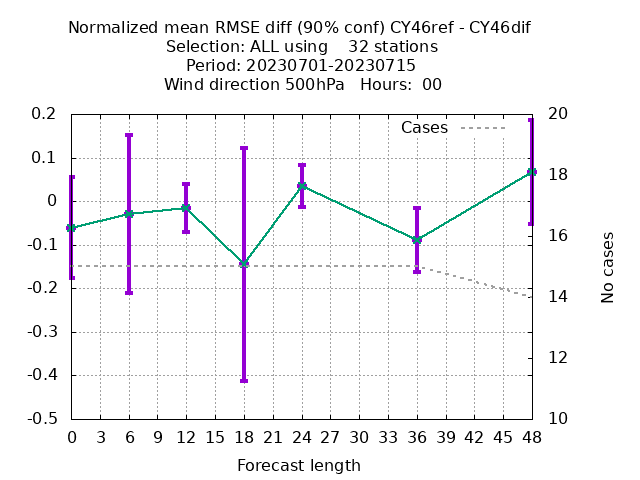 Normalized mean RMSE diff (90% conf) CY46ref - CY46dif
Selection: ALL using    32 stations
Period: 20230701-20230715
Wind direction 500hPa   Hours:  00
Cases
0.2
0.1
0
-0.1
-0.2
-0.3
-0.4
-0.5
20
18
16
14
12
10
No cases
0 3 6 9 12 15 18 21 24 27 30 33 36 39 42 45 48
Forecast length